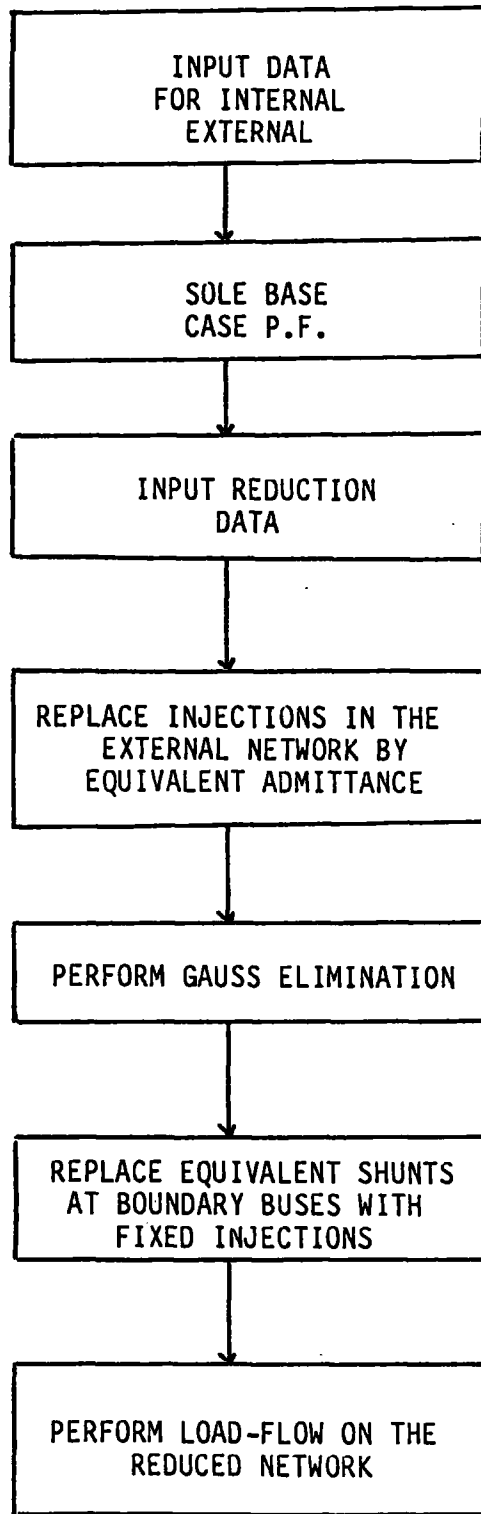 INPUT DATA
FOR INTERNAL
EXTERNAL
SOLE BASE
CASE P.F.
INPUT REDUCTION
DATA
REPLACE INJECTIONS IN THE
EXTERNAL NETWORK BY
EQUIVALENT ADMITTANCE
PERFORM GAUSS ELIMINATION
REPLACE EQUIVALENT SHUNTS
AT BOUNDARY BUSES WITH
FIXED INJECTIONS
PERFORM LOAD-FLOW ON THE
REDUCED NETWORK